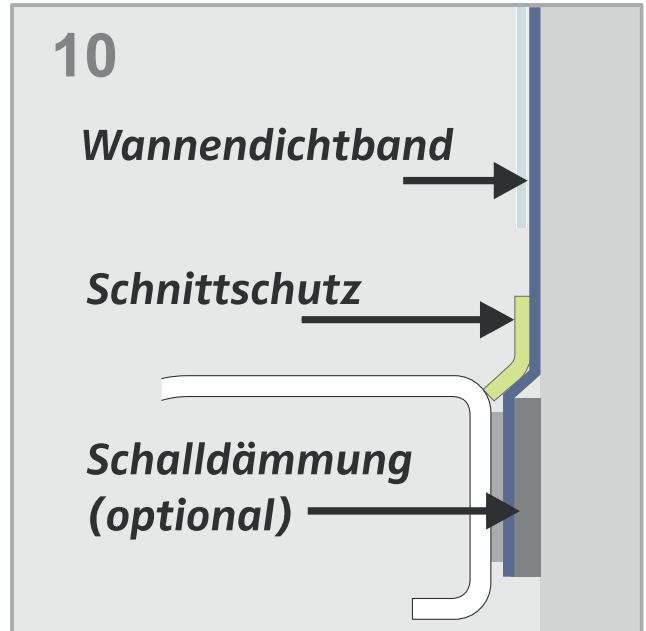 10
Wannendichtband
Schnittschutz
Schalldämmung
(optional)